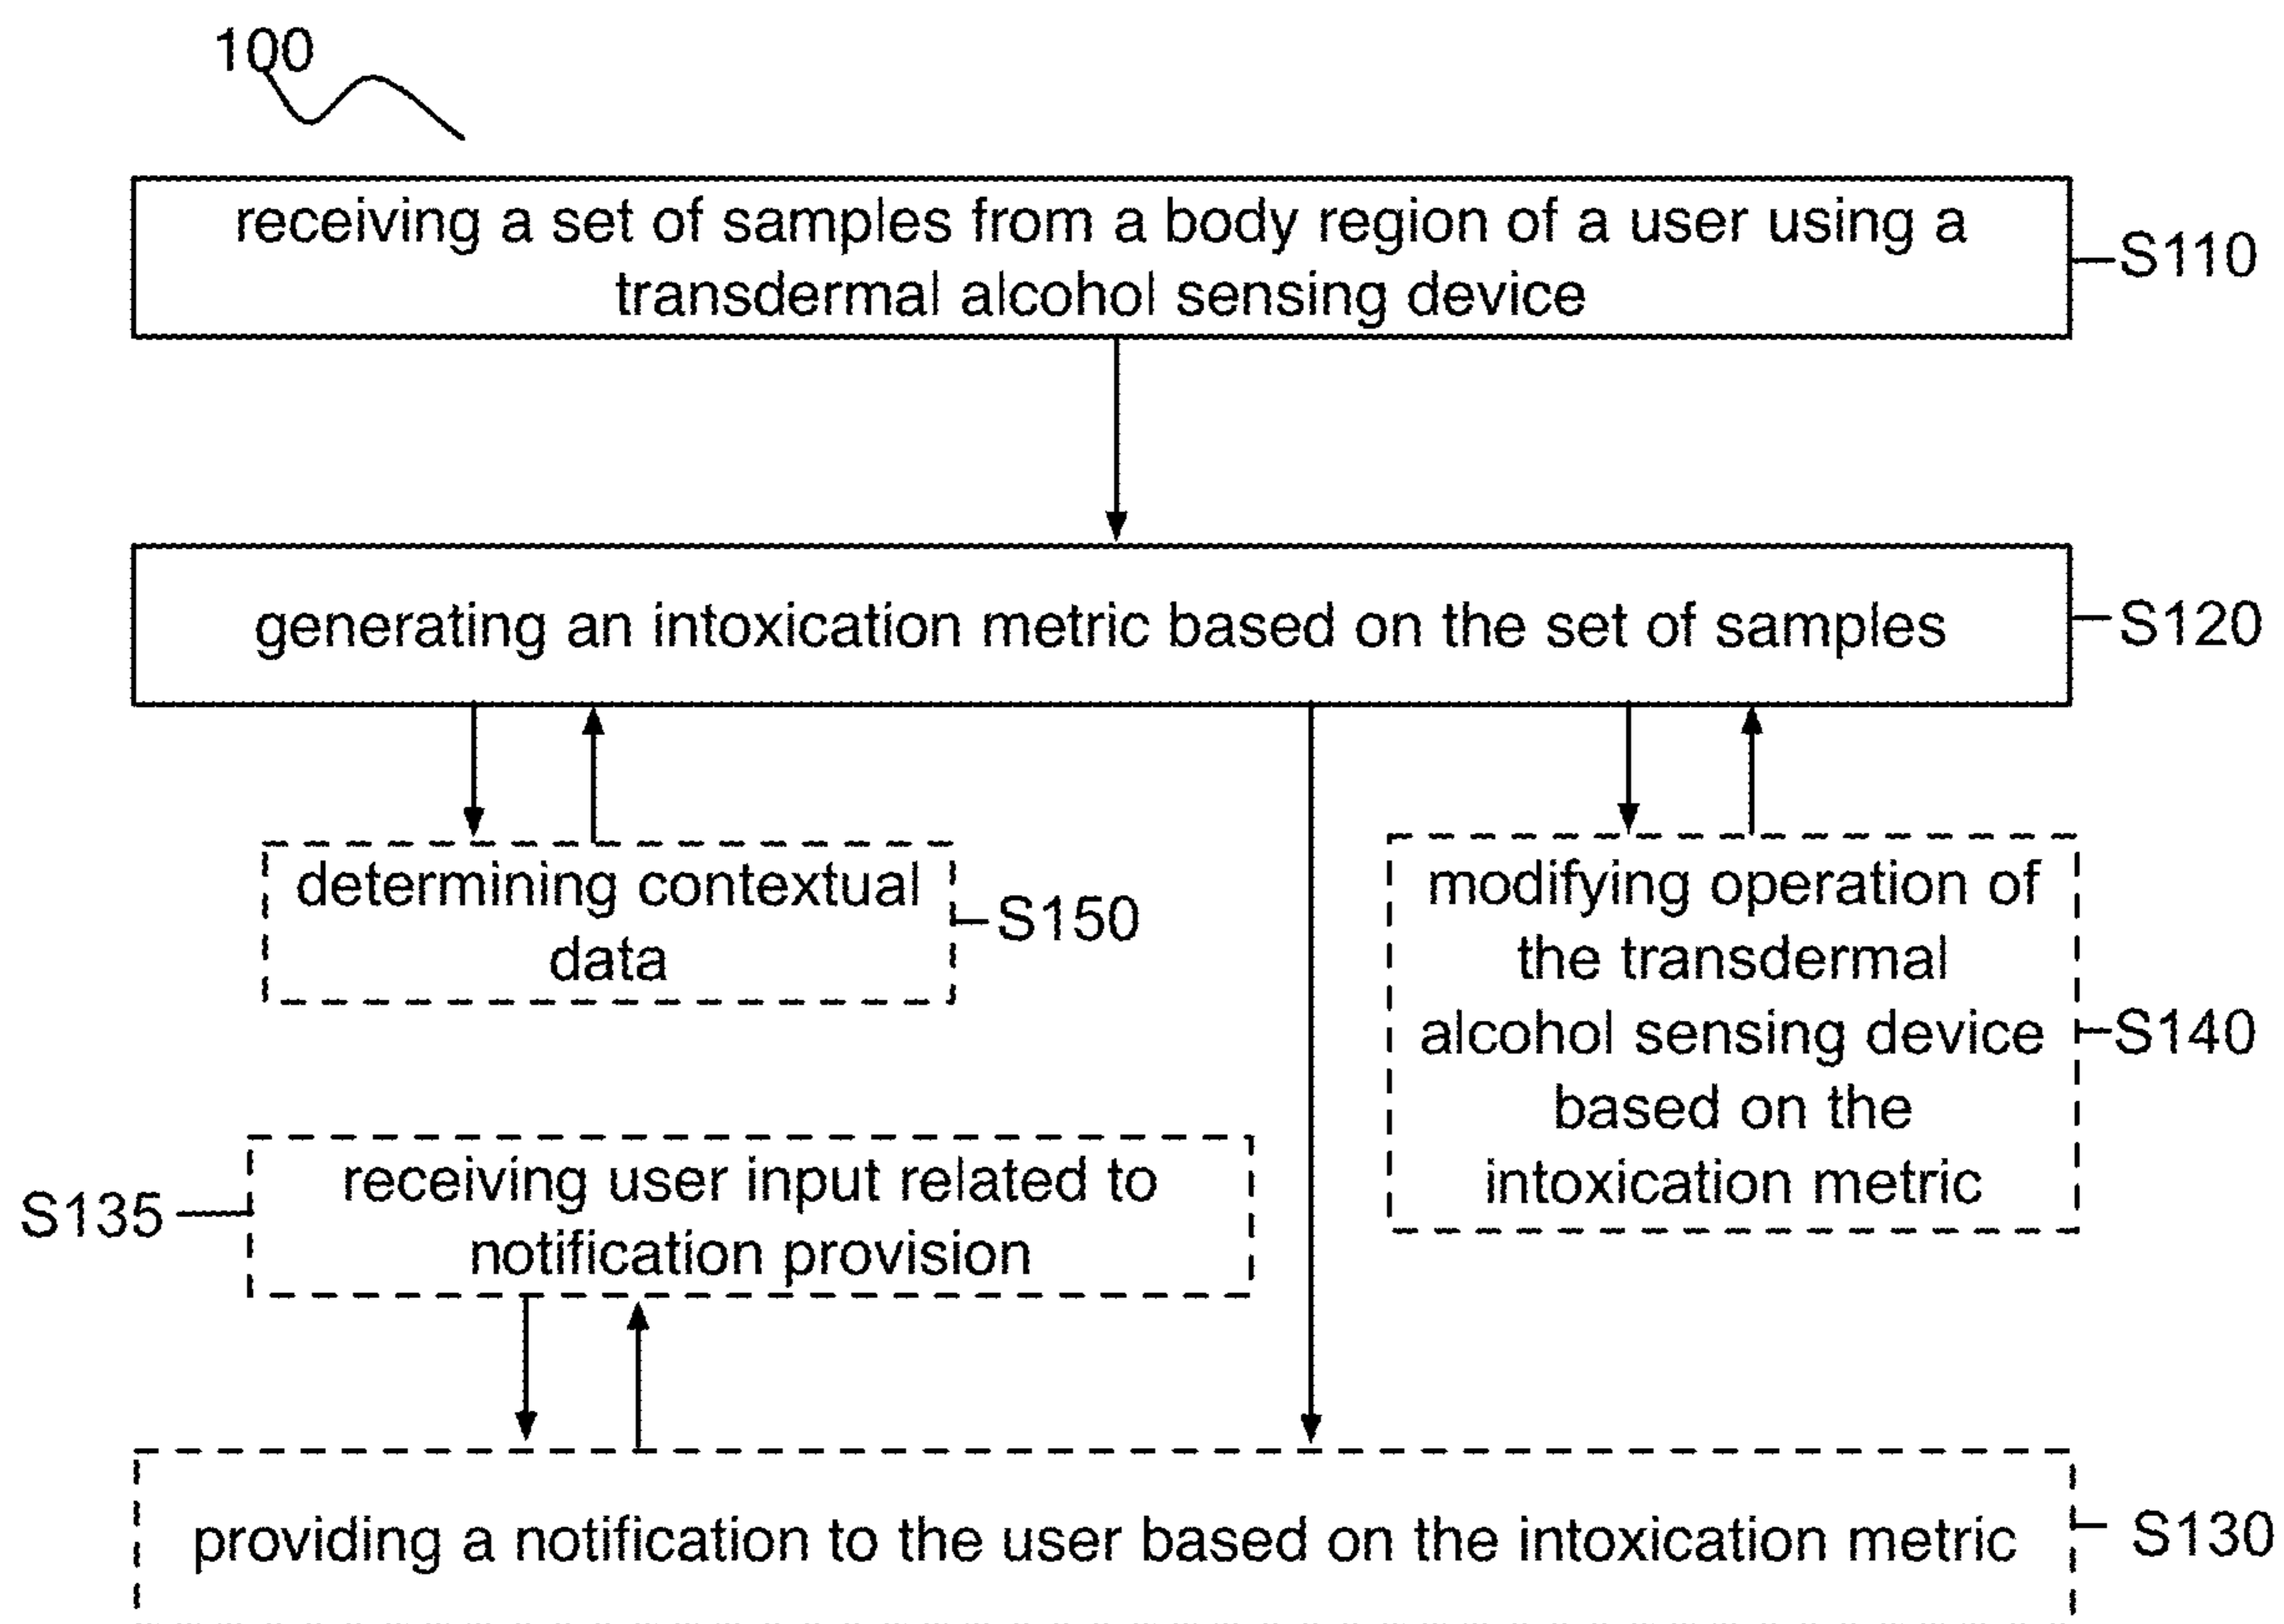 100
receiving a set of samples from a body region of a user using a
transdermal alcohol sensing device
S110
generating an intoxication metric based on the set of samples
S120
determining contextual
data
S150
modifying operation of
the transdermal
alcohol sensing device
based on the
intoxication metric
S140
receiving user input related to
notification provision
S135
providing a notification to the user based on the intoxication metric
S130